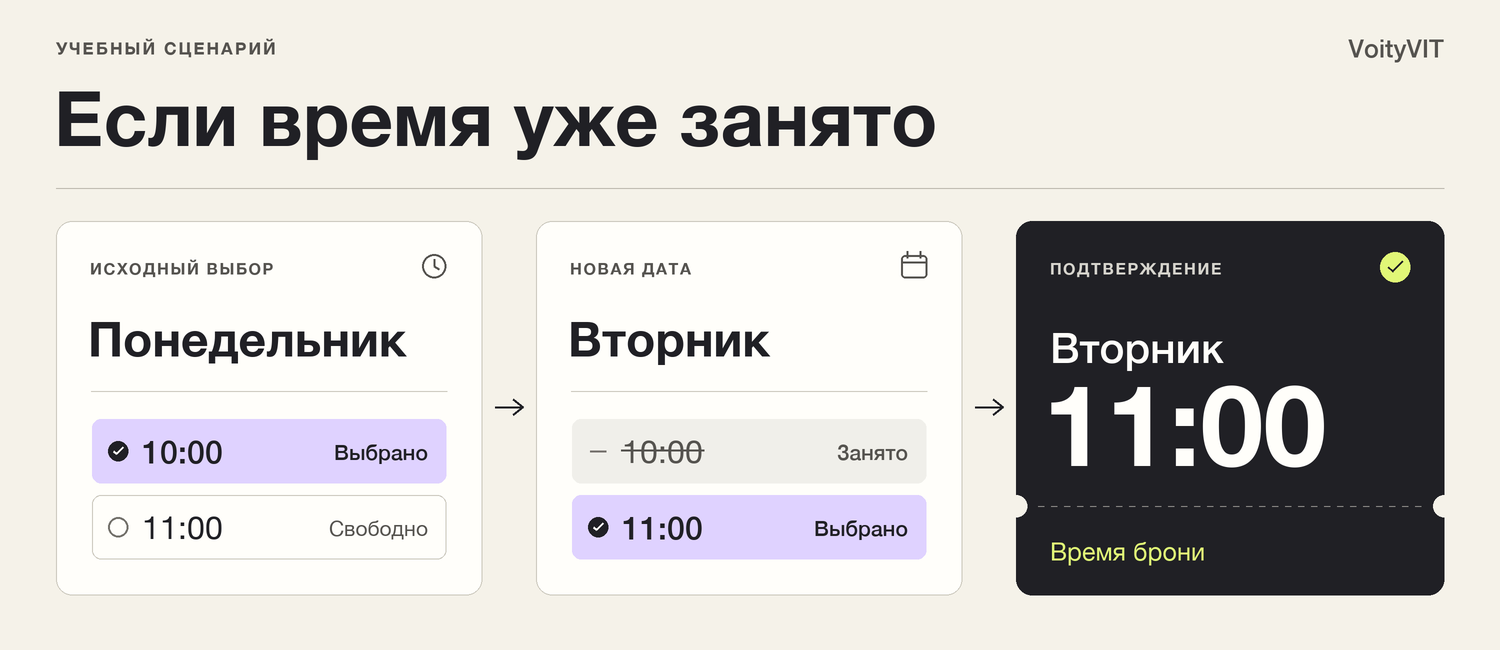 УЧЕБНЫЙ СЦЕНАРИЙ
VoityVIT
Если время уже занято
ИСХОДНЫЙ ВЫБОР
Понедельник
10:00 Выбрано
11:00 Свободно
НОВАЯ ДАТА
Вторник
10:00 Занято
11:00 Выбрано
ПОДТВЕРЖДЕНИЕ
Вторник
11:00
Время брони